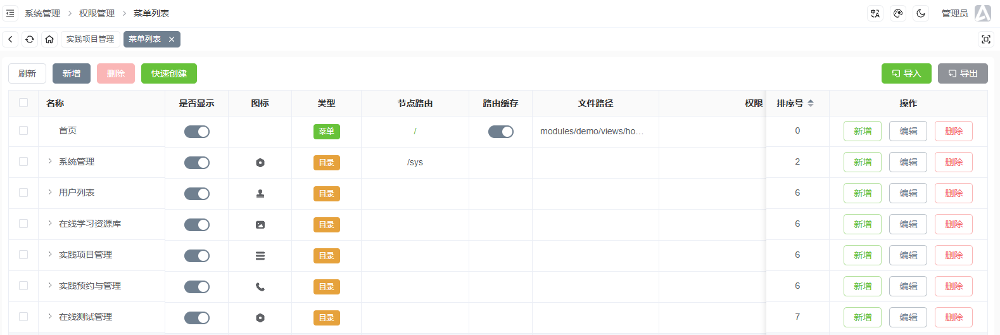 系统管理 > 权限管理 > 菜单列表 管理员
实践项目管理 菜单列表
刷新 新增 删除 快速创建 导入 导出
名称 是否显示 图标 类型 节点路由 路由缓存 文件路径 权限 排序号 操作
首页 菜单 / modules/demo/views/ho... 0 新增 编辑 删除
系统管理 目录 /sys 2 新增 编辑 删除
用户列表 目录 6 新增 编辑 删除
在线学习资源库 目录 6 新增 编辑 删除
实践项目管理 目录 6 新增 编辑 删除
实践预约与管理 目录 6 新增 编辑 删除
在线测试管理 目录 7 新增 编辑 删除